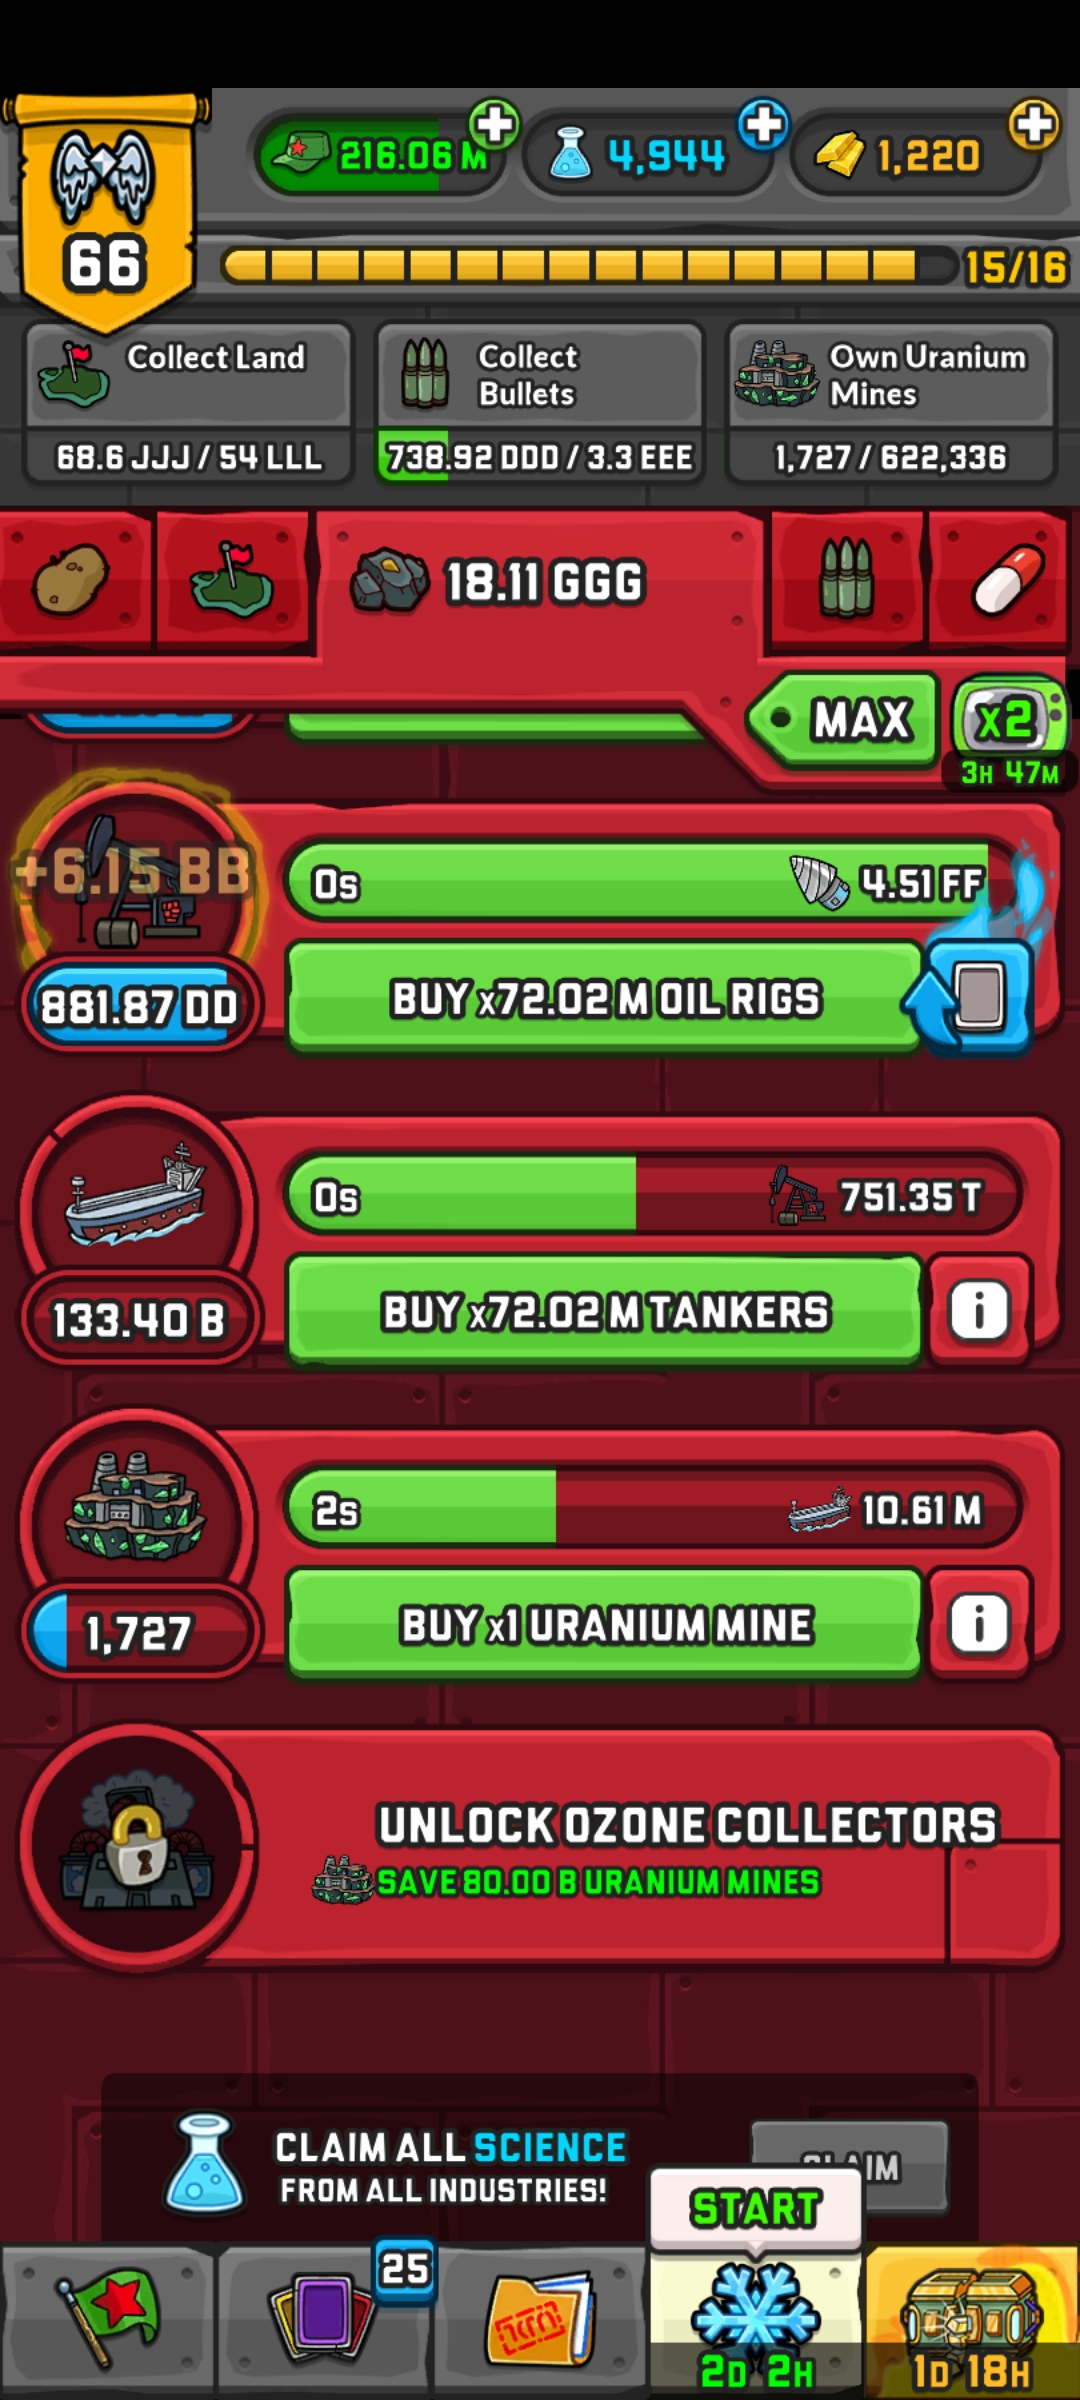 216.06 M
4,944
1,220
66
15/16
Collect Land
68.6 JJJ / 54 LLL
Collect
Bullets
738.92 DDD / 3.3 EEE
Own Uranium
Mines
1,727 / 622,336
18.11 GGG
MAX
x2
3H 47M
+6.15 BB
0s
4.51 FF
881.87 DD
BUY x72.02 M OIL RIGS
0s
751.35 T
133.40 B
BUY x72.02 M TANKERS
i
2s
10.61 M
1,727
BUY x1 URANIUM MINE
i
UNLOCK OZONE COLLECTORS
SAVE 80.00 B URANIUM MINES
CLAIM ALL SCIENCE
FROM ALL INDUSTRIES!
CLAIM
START
25
2D 2H
1D 18H